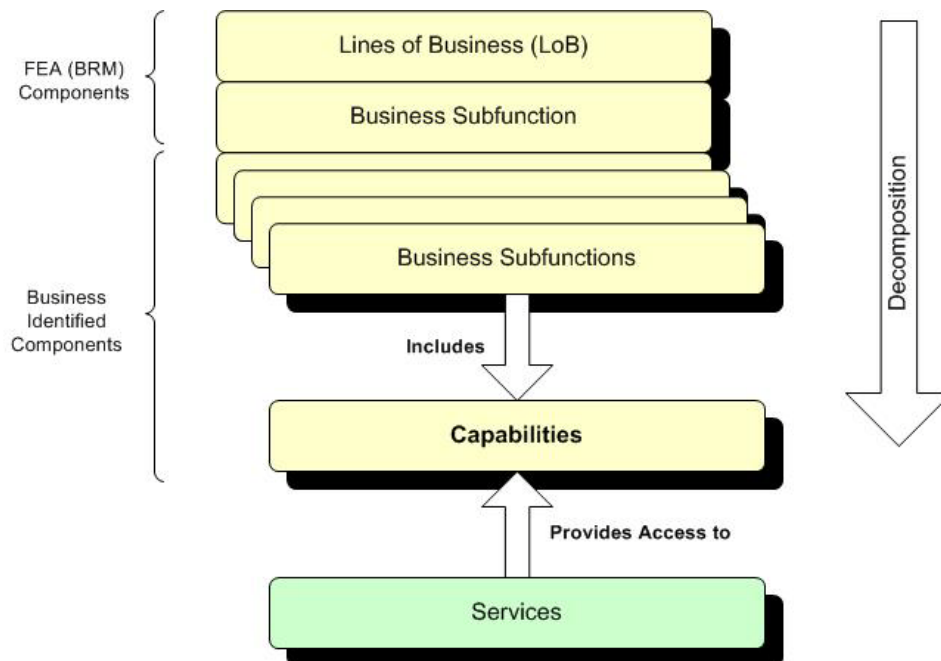 Lines of Business (LoB)
FEA (BRM)
Components
Business Subfunction
Business Subfunctions
Business
Identified
Components
Includes
Capabilities
Provides Access to
Services
Decomposition